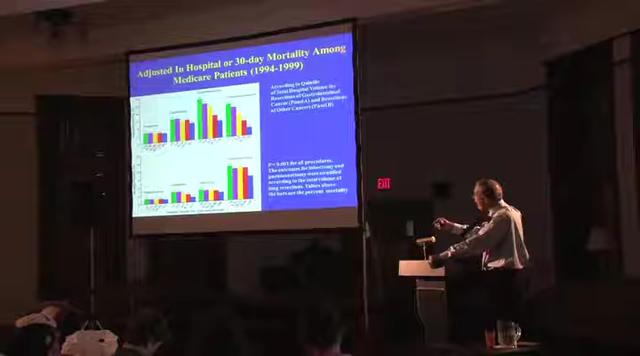 Adjusted In Hospital or 30-day Mortality Among
Medicare Patients (1994-1999)
According to Quintile
of Total Hospital Volume for
Resections of Gastrointestinal
Cancer (Panel A) and Resections
of Other Cancers (Panel B)
P< 0.001 for all procedures.
The outcomes for lobectomy and
pneumonectomy were stratified
according to the total volume of
lung resections. Values above
the bars are the percent mortality
EXIT